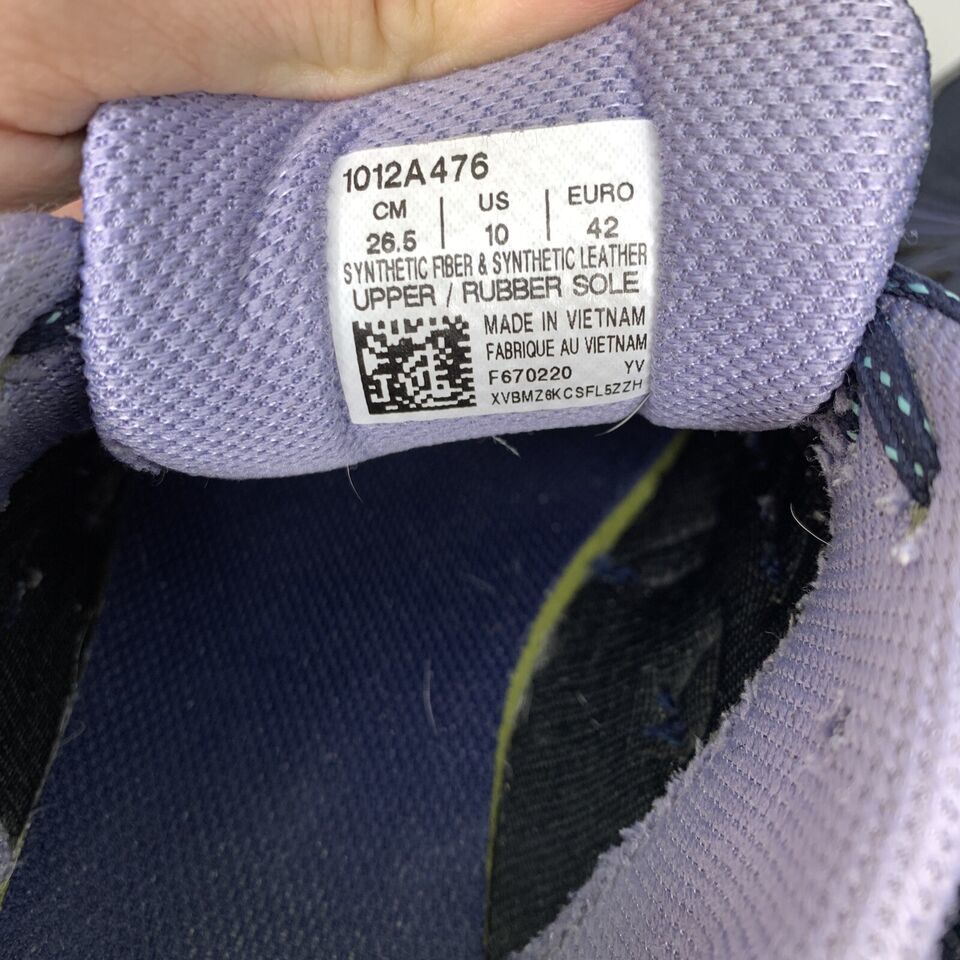 1012A476
CM | US | EURO
26.5 | 10 | 42
SYNTHETIC FIBER & SYNTHETIC LEATHER
UPPER / RUBBER SOLE
MADE IN VIETNAM
FABRIQUE AU VIETNAM
F670220 YV
XVBMZ6KCSFL5ZZH